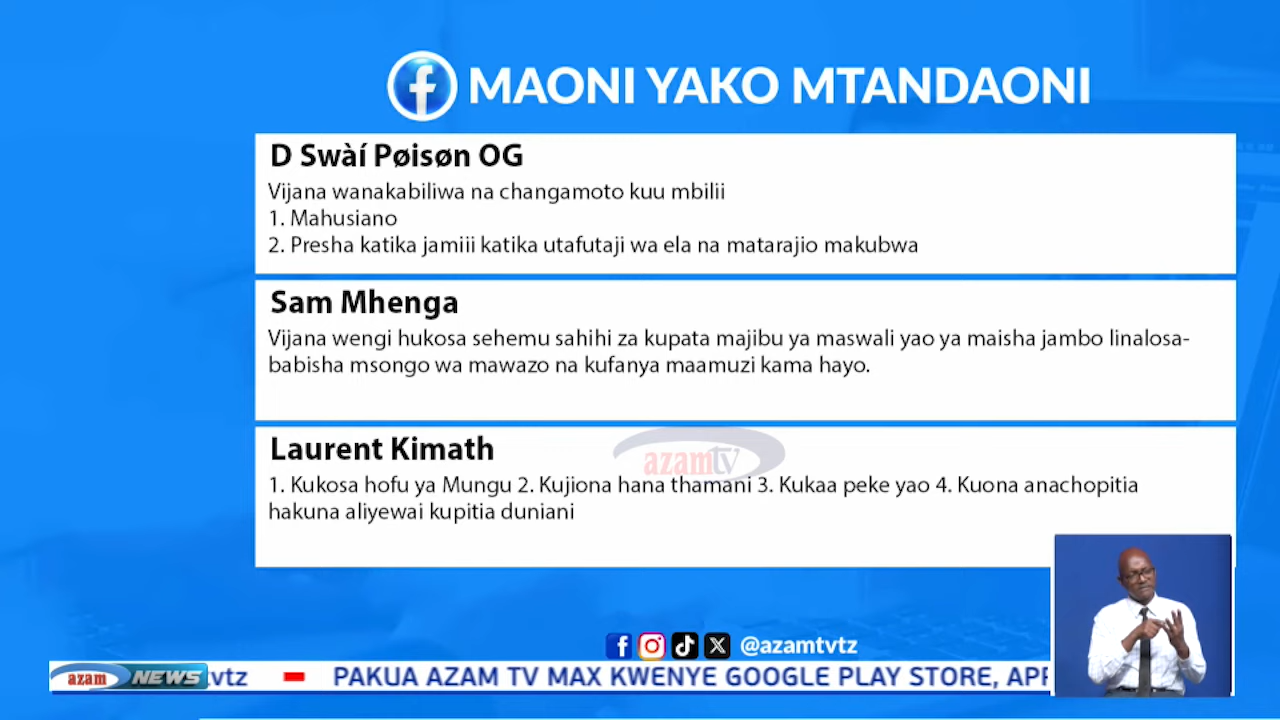 MAONI YAKO MTANDAONI
D Swàí Pøisøn OG
Vijana wanakabiliwa na changamoto kuu mbilii
1. Mahusiano
2. Presha katika jamiii katika utafutaji wa ela na matarajio makubwa
Sam Mhenga
Vijana wengi hukosa sehemu sahihi za kupata majibu ya maswali yao ya maisha jambo linalosa-
babisha msongo wa mawazo na kufanya maamuzi kama hayo.
Laurent Kimath
azamtv
1. Kukosa hofu ya Mungu 2. Kujiona hana thamani 3. Kukaa peke yao 4. Kuona anachopitia
hakuna aliyewai kupitia duniani
@azamtvtz
azam NEWS vtz PAKUA AZAM TV MAX KWENYE GOOGLE PLAY STORE, APP